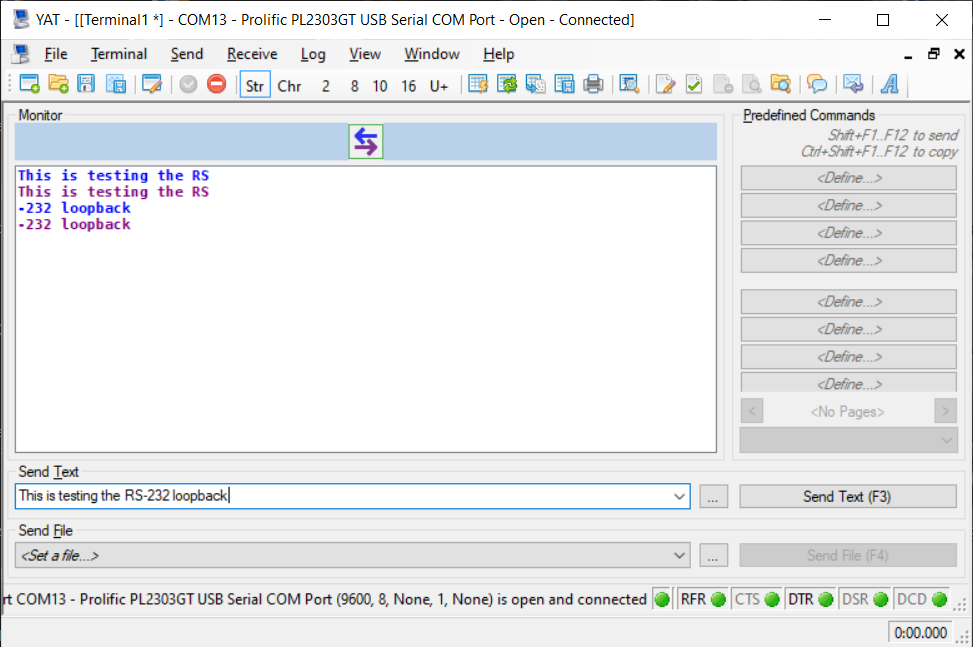 YAT - [[Terminal1 *] - COM13 - Prolific PL2303GT USB Serial COM Port - Open - Connected]
File Terminal Send Receive Log View Window Help
Str Chr 2 8 10 16 U+
Monitor
This is testing the RS
This is testing the RS
-232 loopback
-232 loopback
Predefined Commands
Shift+F1..F12 to send
Ctrl+Shift+F1..F12 to copy
<Define...>
<Define...>
<Define...>
<Define...>
<Define...>
<Define...>
<Define...>
<Define...>
< <No Pages> >
Send Text
This is testing the RS-232 loopback
... Send Text (F3)
Send File
<Set a file...>
... Send File (F4)
rt COM13 - Prolific PL2303GT USB Serial COM Port (9600, 8, None, 1, None) is open and connected RFR CTS DTR DSR DCD
0:00.000